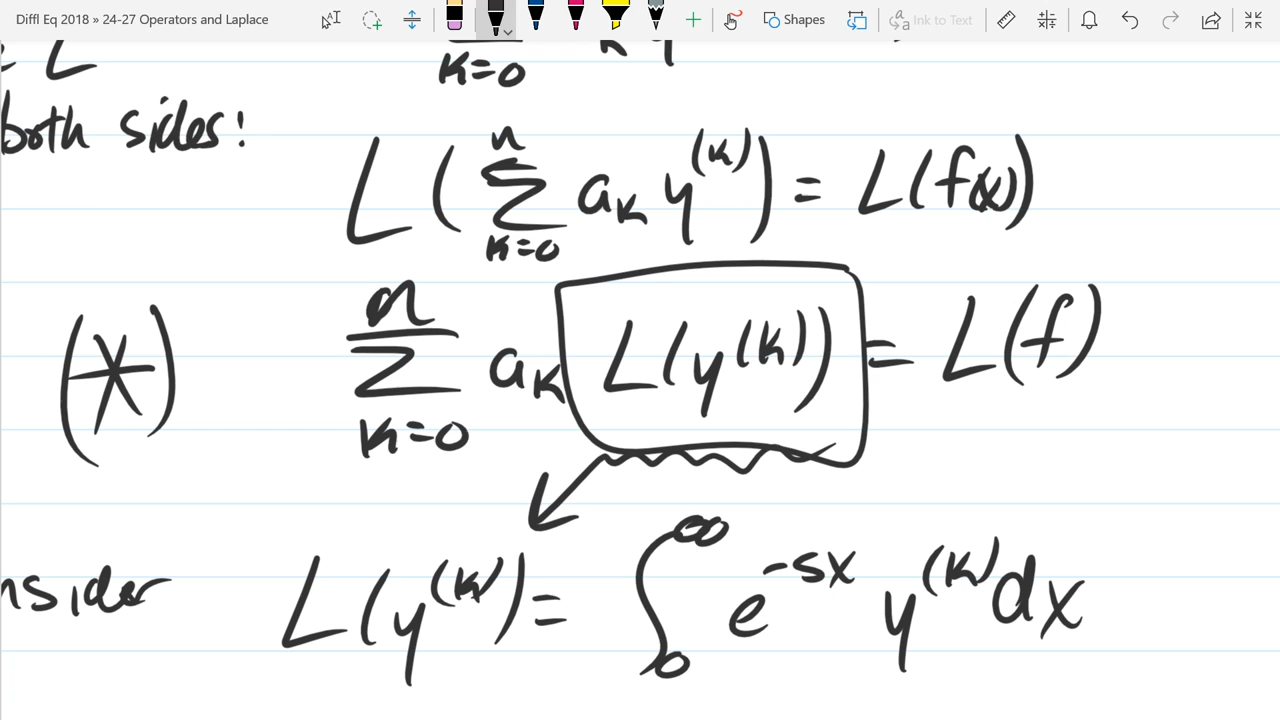 Diffl Eq 2018 » 24-27 Operators and Laplace Shapes Ink to Text
L K=0
both sides!
L ( n Σ K=0 a_K y^(k) ) = L(f(x))
(*) n Σ K=0 a_K L(y^(k)) = L(f)
L(y^(k)) = ∫_0^∞ e^-sx y^(k) dx